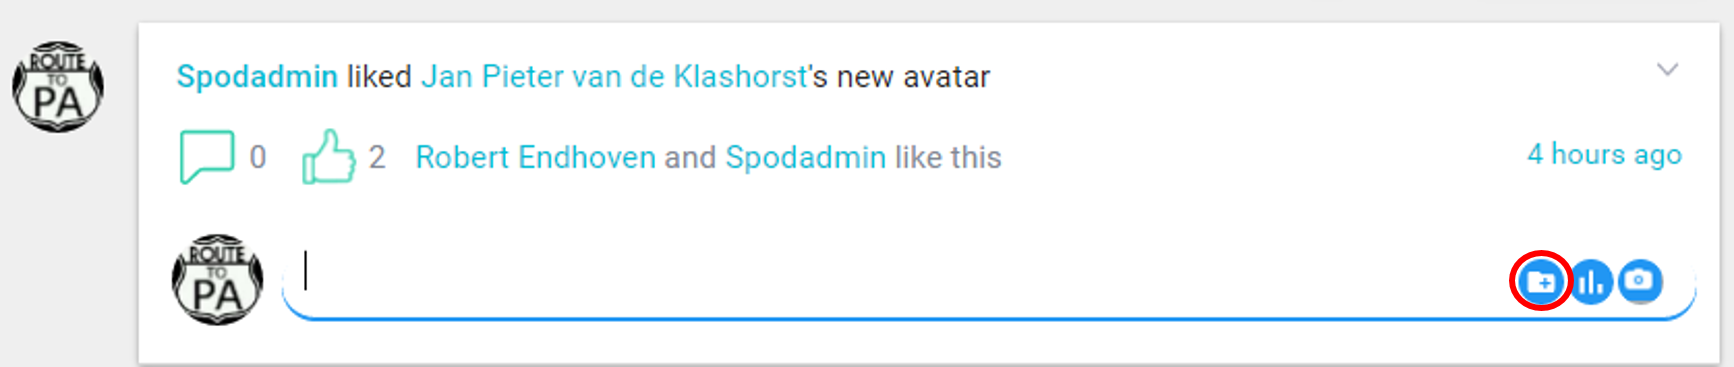 ROUTE
TO
PA
Spodadmin liked Jan Pieter van de Klashorst's new avatar
0 2 Robert Endhoven and Spodadmin like this 4 hours ago
ROUTE
TO
PA